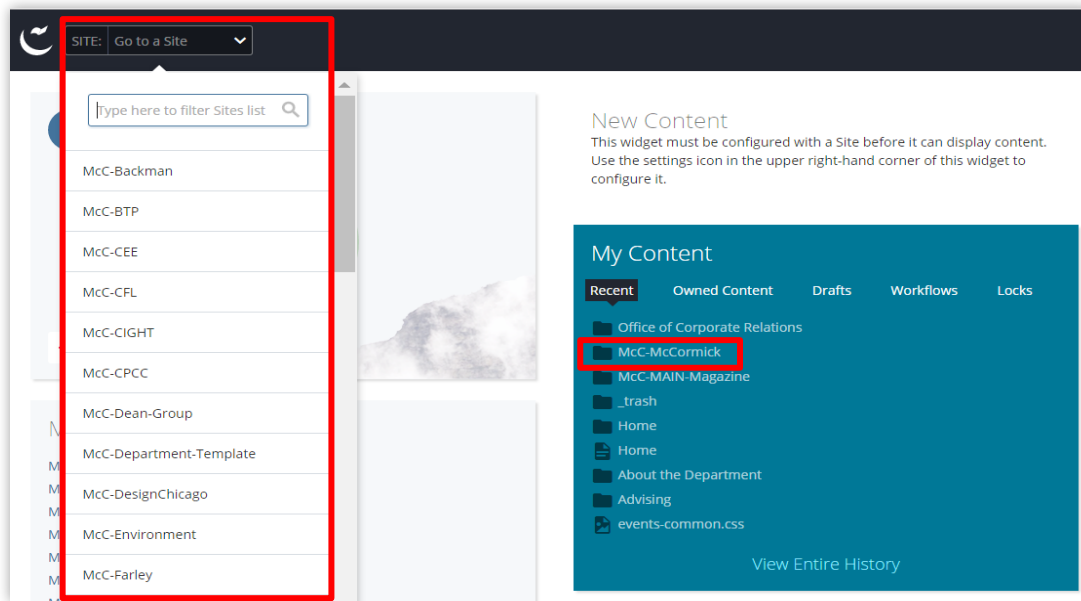 SITE: Go to a Site
Type here to filter Sites list
McC-Backman
McC-BTP
McC-CEE
McC-CFL
McC-CIGHT
McC-CPCC
McC-Dean-Group
McC-Department-Template
McC-DesignChicago
McC-Environment
McC-Farley
New Content
This widget must be configured with a Site before it can display content.
Use the settings icon in the upper right-hand corner of this widget to
configure it.
My Content
Recent Owned Content Drafts Workflows Locks
Office of Corporate Relations
McC-McCormick
McC-MAIN-Magazine
_trash
Home
Home
About the Department
Advising
events-common.css
View Entire History